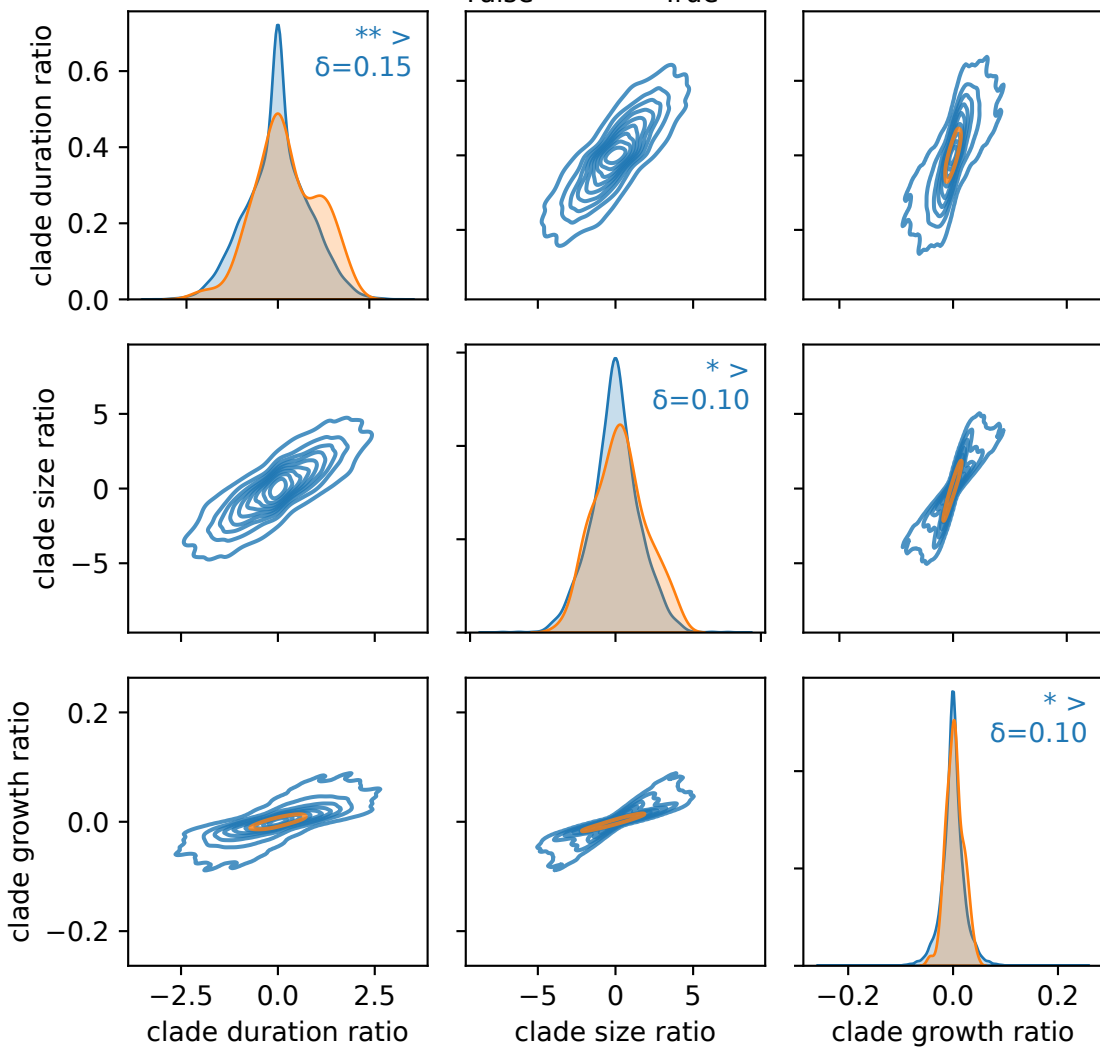 raise True
** >
δ=0.15
clade duration ratio
0.6
0.4
0.2
0.0
* >
δ=0.10
clade size ratio
5
0
−5
* >
δ=0.10
clade growth ratio
0.2
0.0
−0.2
−2.5 0.0 2.5 −5 0 5 −0.2 0.0 0.2
clade duration ratio clade size ratio clade growth ratio